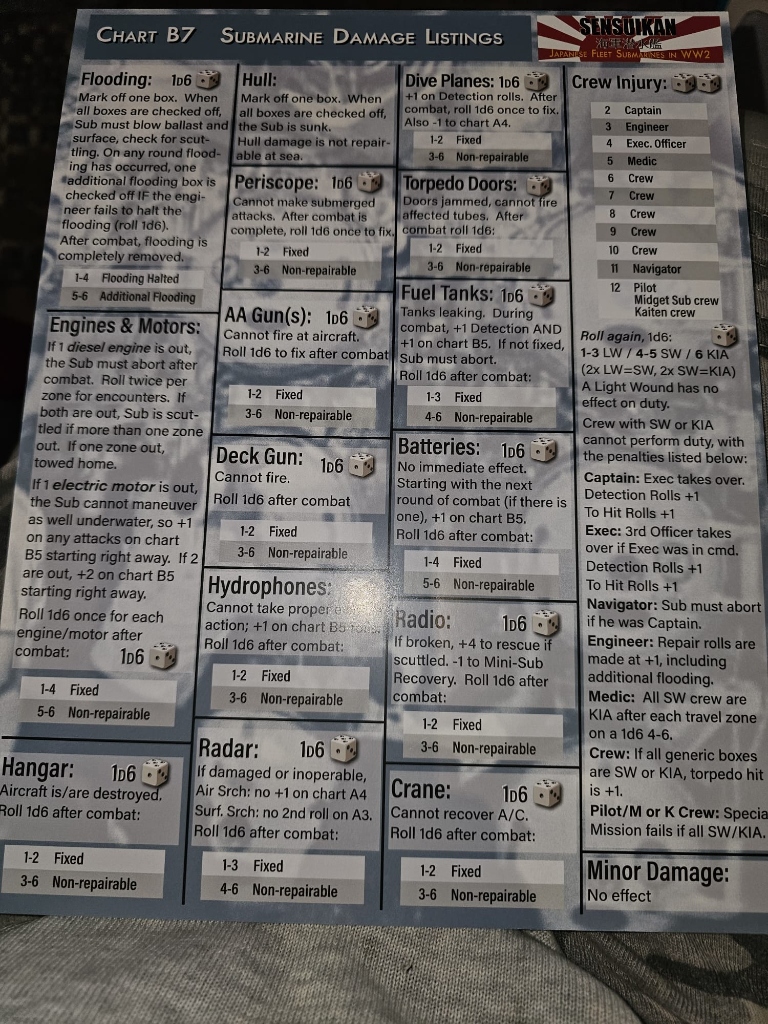 CHART B7 SUBMARINE DAMAGE LISTINGS
SENSUIKAN
海軍潜水艦
JAPANESE FLEET SUBMARINES IN WW2
Flooding: 1D6
Mark off one box. When
all boxes are checked off,
Sub must blow ballast and
surface, check for scut-
tling. On any round flood-
ing has occurred, one
additional flooding box is
checked off IF the engi-
neer fails to halt the
flooding (roll 1d6).
After combat, flooding is
completely removed.
1-4 Flooding Halted
5-6 Additional Flooding
Engines & Motors:
If 1 diesel engine is out,
the Sub must abort after
combat. Roll twice per
zone for encounters. If
both are out, Sub is scut-
tled if more than one zone
out. If one zone out,
towed home.
If 1 electric motor is out,
the Sub cannot maneuver
as well underwater, so +1
on any attacks on chart
B5 starting right away. If 2
are out, +2 on chart B5
starting right away.
Roll 1d6 once for each
engine/motor after
combat: 1D6
1-4 Fixed
5-6 Non-repairable
Hangar: 1D6
Aircraft is/are destroyed.
Roll 1d6 after combat:
1-2 Fixed
3-6 Non-repairable
Hull:
Mark off one box. When
all boxes are checked off,
the Sub is sunk.
Hull damage is not repair-
able at sea.
Periscope: 1D6
Cannot make submerged
attacks. After combat is
complete, roll 1d6 once to fix.
1-2 Fixed
3-6 Non-repairable
AA Gun(s): 1D6
Cannot fire at aircraft.
Roll 1d6 to fix after combat
1-2 Fixed
3-6 Non-repairable
Deck Gun: 1D6
Cannot fire.
Roll 1d6 after combat
1-2 Fixed
3-6 Non-repairable
Hydrophones:
Cannot take proper
action; +1 on chart B5 rolls.
Roll 1d6 after combat:
1-2 Fixed
3-6 Non-repairable
Radar: 1D6
If damaged or inoperable,
Air Srch: no +1 on chart A4
Surf. Srch: no 2nd roll on A3.
Roll 1d6 after combat:
1-3 Fixed
4-6 Non-repairable
Dive Planes: 1D6
+1 on Detection rolls. After
combat, roll 1d6 once to fix.
Also -1 to chart A4.
1-2 Fixed
3-6 Non-repairable
Torpedo Doors:
Doors jammed, cannot fire
affected tubes. After
combat roll 1d6:
1-2 Fixed
3-6 Non-repairable
Fuel Tanks: 1D6
Tanks leaking. During
combat, +1 Detection AND
+1 on chart B5. If not fixed,
Sub must abort.
Roll 1d6 after combat:
1-3 Fixed
4-6 Non-repairable
Batteries: 1D6
No immediate effect.
Starting with the next
round of combat (if there is
one), +1 on chart B5.
Roll 1d6 after combat:
1-4 Fixed
5-6 Non-repairable
Radio: 1D6
If broken, +4 to rescue if
scuttled. -1 to Mini-Sub
Recovery. Roll 1d6 after
combat:
1-2 Fixed
3-6 Non-repairable
Crane: 1D6
Cannot recover A/C.
Roll 1d6 after combat:
1-2 Fixed
3-6 Non-repairable
Crew Injury:
2 Captain
3 Engineer
4 Exec. Officer
5 Medic
6 Crew
7 Crew
8 Crew
9 Crew
10 Crew
11 Navigator
12 Pilot
Midget Sub crew
Kaiten crew
Roll again, 1d6:
1-3 LW / 4-5 SW / 6 KIA
(2x LW=SW, 2x SW=KIA)
A Light Wound has no
effect on duty.
Crew with SW or KIA
cannot perform duty, with
the penalties listed below:
Captain: Exec takes over.
Detection Rolls +1
To Hit Rolls +1
Exec: 3rd Officer takes
over if Exec was in cmd.
Detection Rolls +1
To Hit Rolls +1
Navigator: Sub must abort
if he was Captain.
Engineer: Repair rolls are
made at +1, including
additional flooding.
Medic: All SW crew are
KIA after each travel zone
on a 1d6 4-6.
Crew: If all generic boxes
are SW or KIA, torpedo hit
is +1.
Pilot/M or K Crew: Specia
Mission fails if all SW/KIA.
Minor Damage:
No effect